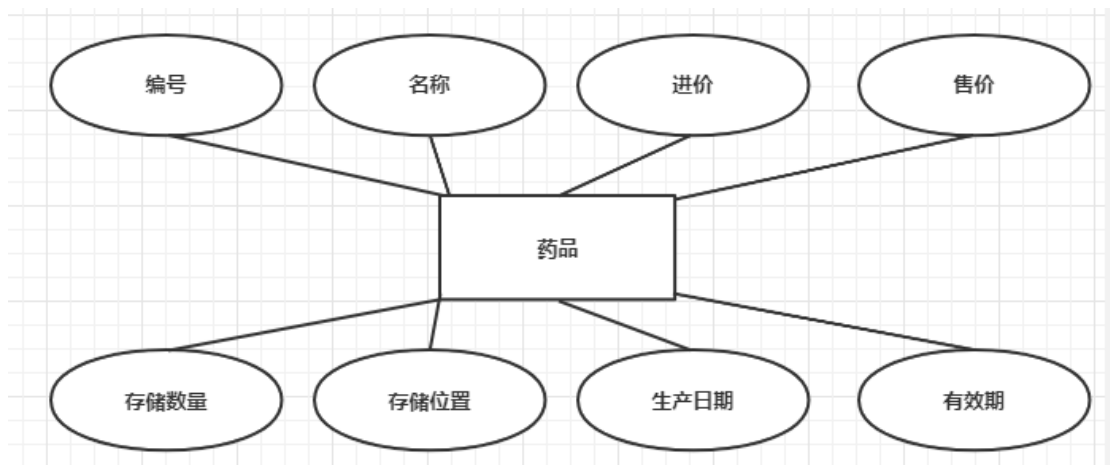 编号
名称
进价
售价
药品
存储数量
存储位置
生产日期
有效期